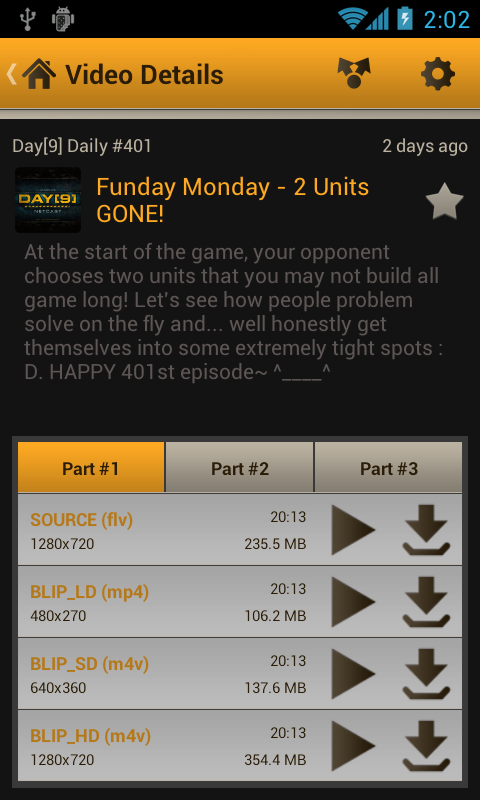 2:02
Video Details
Day[9] Daily #401
2 days ago
DAY[9]
NETCAST
Funday Monday - 2 Units
GONE!
At the start of the game, your opponent
chooses two units that you may not build all
game long! Let's see how people problem
solve on the fly and... well honestly get
themselves into some extremely tight spots :
D. HAPPY 401st episode~ ^____^
Part #1
Part #2
Part #3
SOURCE (flv)
20:13
1280x720
235.5 MB
BLIP_LD (mp4)
20:13
480x270
106.2 MB
BLIP_SD (m4v)
20:13
640x360
137.6 MB
BLIP_HD (m4v)
20:13
1280x720
354.4 MB